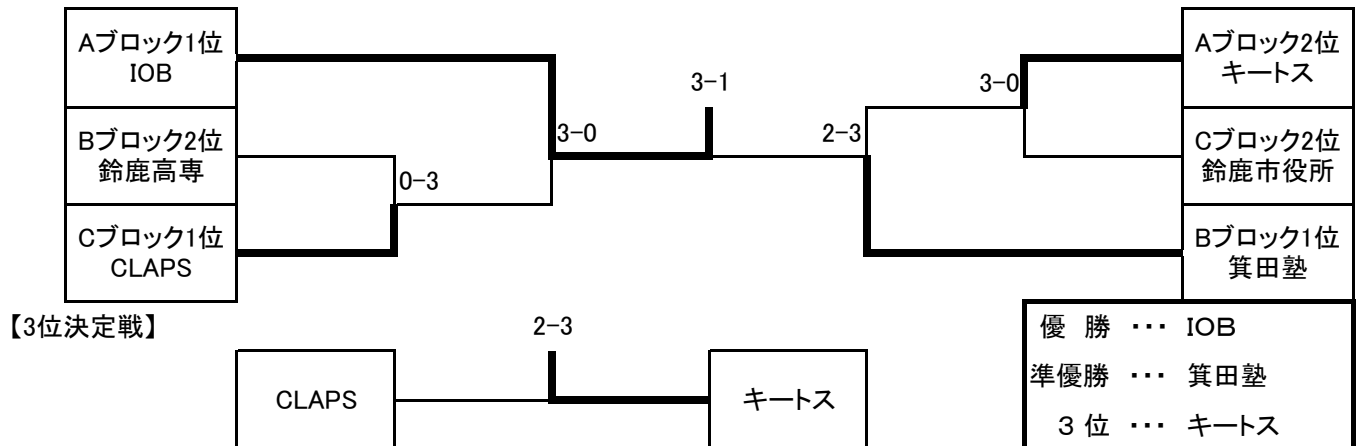 Aブロック1位
IOB
Bブロック2位
鈴鹿高専
Cブロック1位
CLAPS
0-3
3-0
3-1
2-3
3-0
Aブロック2位
キートス
Cブロック2位
鈴鹿市役所
Bブロック1位
箕田塾
【3位決定戦】
2-3
CLAPS
キートス
優 勝 ・・・ IOB
準優勝 ・・・ 箕田塾
3 位 ・・・ キートス